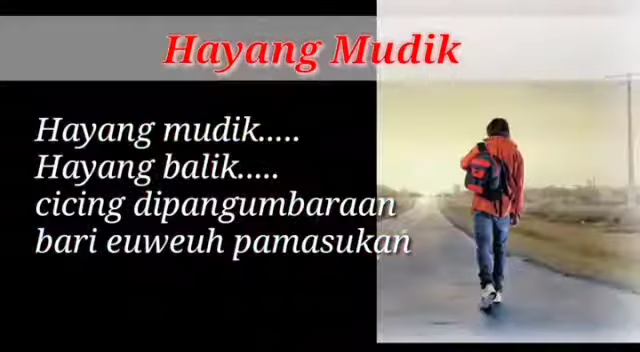 Hayang Mudik
Hayang mudik.....
Hayang balik.....
cicing dipangumbaraan
bari euweuh pamasukan